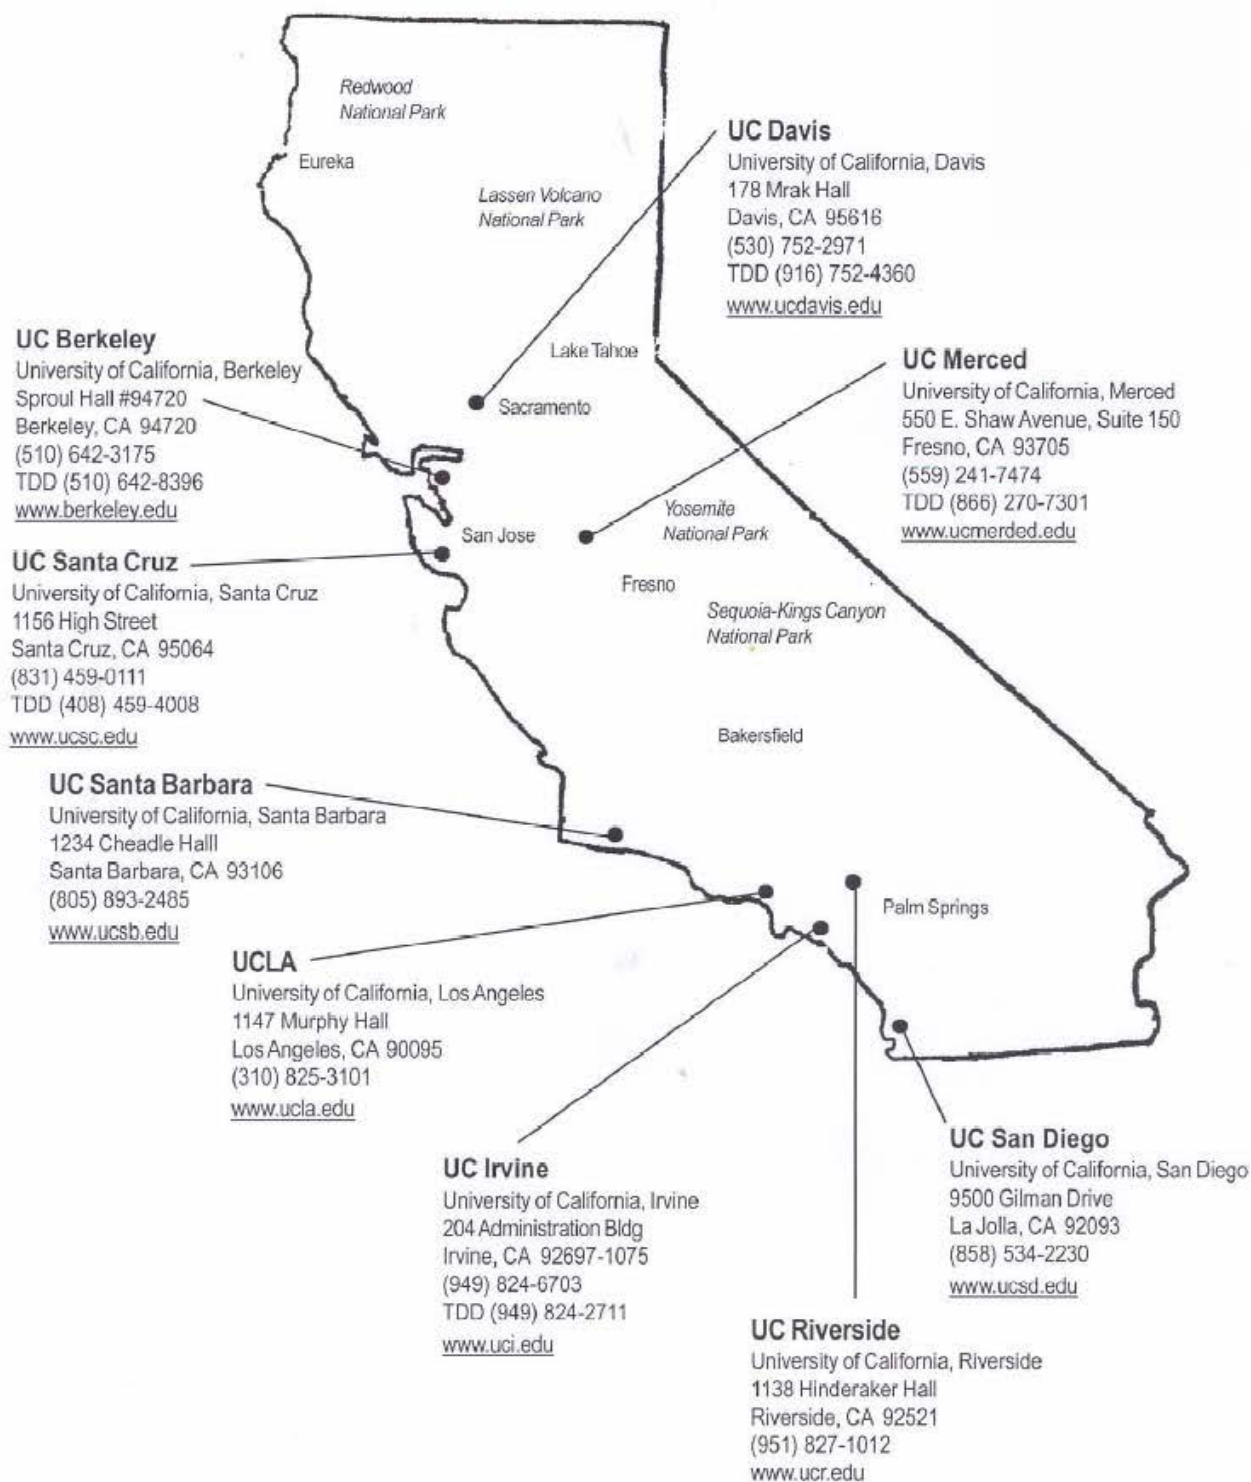 Redwood
National Park
Eureka
Lassen Volcano
National Park
UC Davis
University of California, Davis
178 Mrak Hall
Davis, CA 95616
(530) 752-2971
TDD (916) 752-4360
www.ucdavis.edu
Lake Tahoe
Sacramento
UC Berkeley
University of California, Berkeley
Sproul Hall #94720
Berkeley, CA 94720
(510) 642-3175
TDD (510) 642-8396
www.berkeley.edu
UC Merced
University of California, Merced
550 E. Shaw Avenue, Suite 150
Fresno, CA 93705
(559) 241-7474
TDD (866) 270-7301
www.ucmerded.edu
Yosemite
National Park
San Jose
Fresno
Sequoia-Kings Canyon
National Park
UC Santa Cruz
University of California, Santa Cruz
1156 High Street
Santa Cruz, CA 95064
(831) 459-0111
TDD (408) 459-4008
www.ucsc.edu
Bakersfield
UC Santa Barbara
University of California, Santa Barbara
1234 Cheadle Halll
Santa Barbara, CA 93106
(805) 893-2485
www.ucsb.edu
Palm Springs
UCLA
University of California, Los Angeles
1147 Murphy Hall
Los Angeles, CA 90095
(310) 825-3101
www.ucla.edu
UC Irvine
University of California, Irvine
204 Administration Bldg
Irvine, CA 92697-1075
(949) 824-6703
TDD (949) 824-2711
www.uci.edu
UC San Diego
University of California, San Diego
9500 Gilman Drive
La Jolla, CA 92093
(858) 534-2230
www.ucsd.edu
UC Riverside
University of California, Riverside
1138 Hinderaker Hall
Riverside, CA 92521
(951) 827-1012
www.ucr.edu